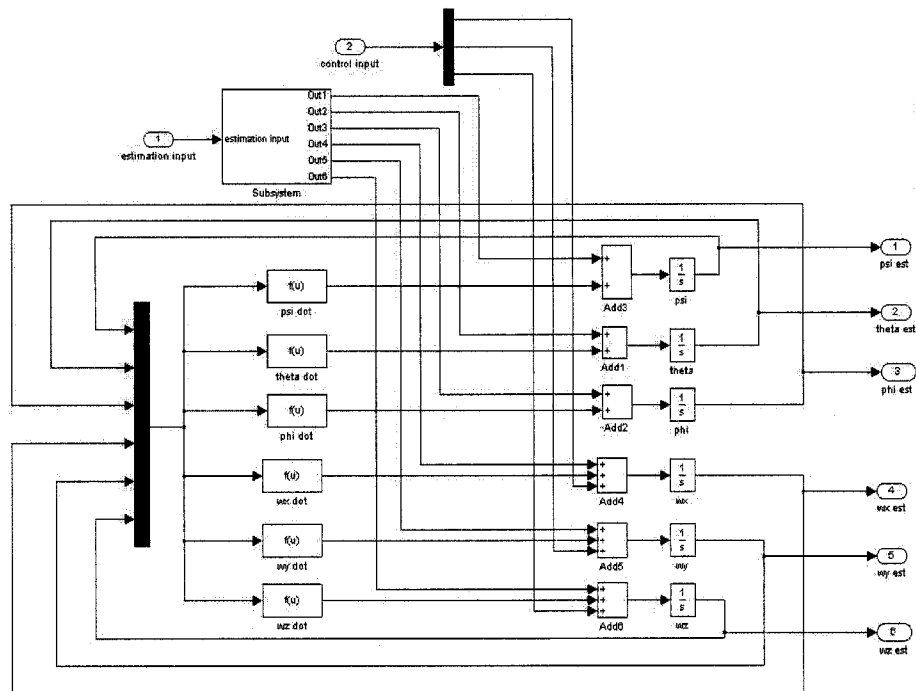 2
control input
1
estimation input
estimation input
Out1
Out2
Out3
Out4
Out5
Out6
Subsystem
f(u)
psi dot
f(u)
theta dot
f(u)
phi dot
f(u)
wx dot
f(u)
wy dot
f(u)
wz dot
+
+
Add3
+
+
Add1
+
+
Add2
+
+
+
Add4
+
+
+
Add5
+
+
+
Add6
1
s
psi
1
s
theta
1
s
phi
1
s
wx
1
s
wy
1
s
wz
1
psi est
2
theta est
3
phi est
4
wx est
5
wy est
6
wz est